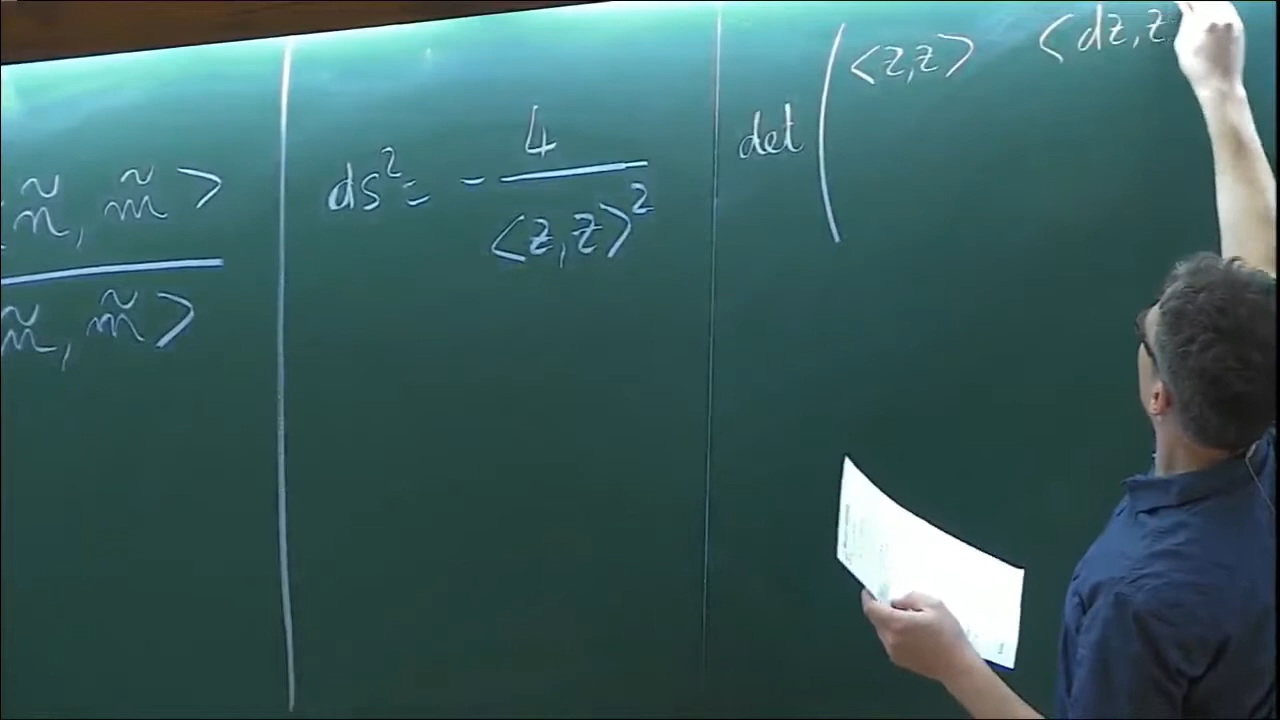 ñ, m̃ >
m̃, m̃ >
ds² = - 4 / <z,z>²
det ( <z,z> <dz,z